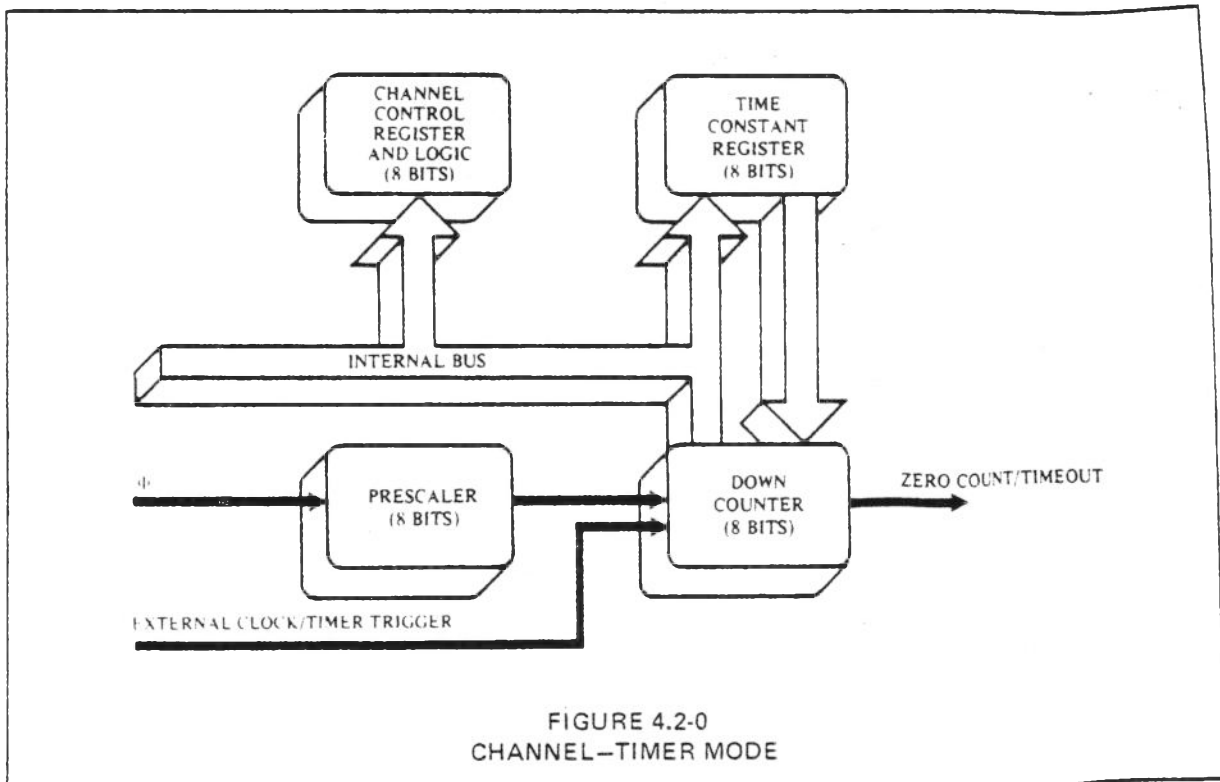 CHANNEL
CONTROL
REGISTER
AND LOGIC
(8 BITS)
TIME
CONSTANT
REGISTER
(8 BITS)
INTERNAL BUS
Φ
PRESCALER
(8 BITS)
DOWN
COUNTER
(8 BITS)
ZERO COUNT/TIMEOUT
EXTERNAL CLOCK/TIMER TRIGGER
FIGURE 4.2-0
CHANNEL—TIMER MODE